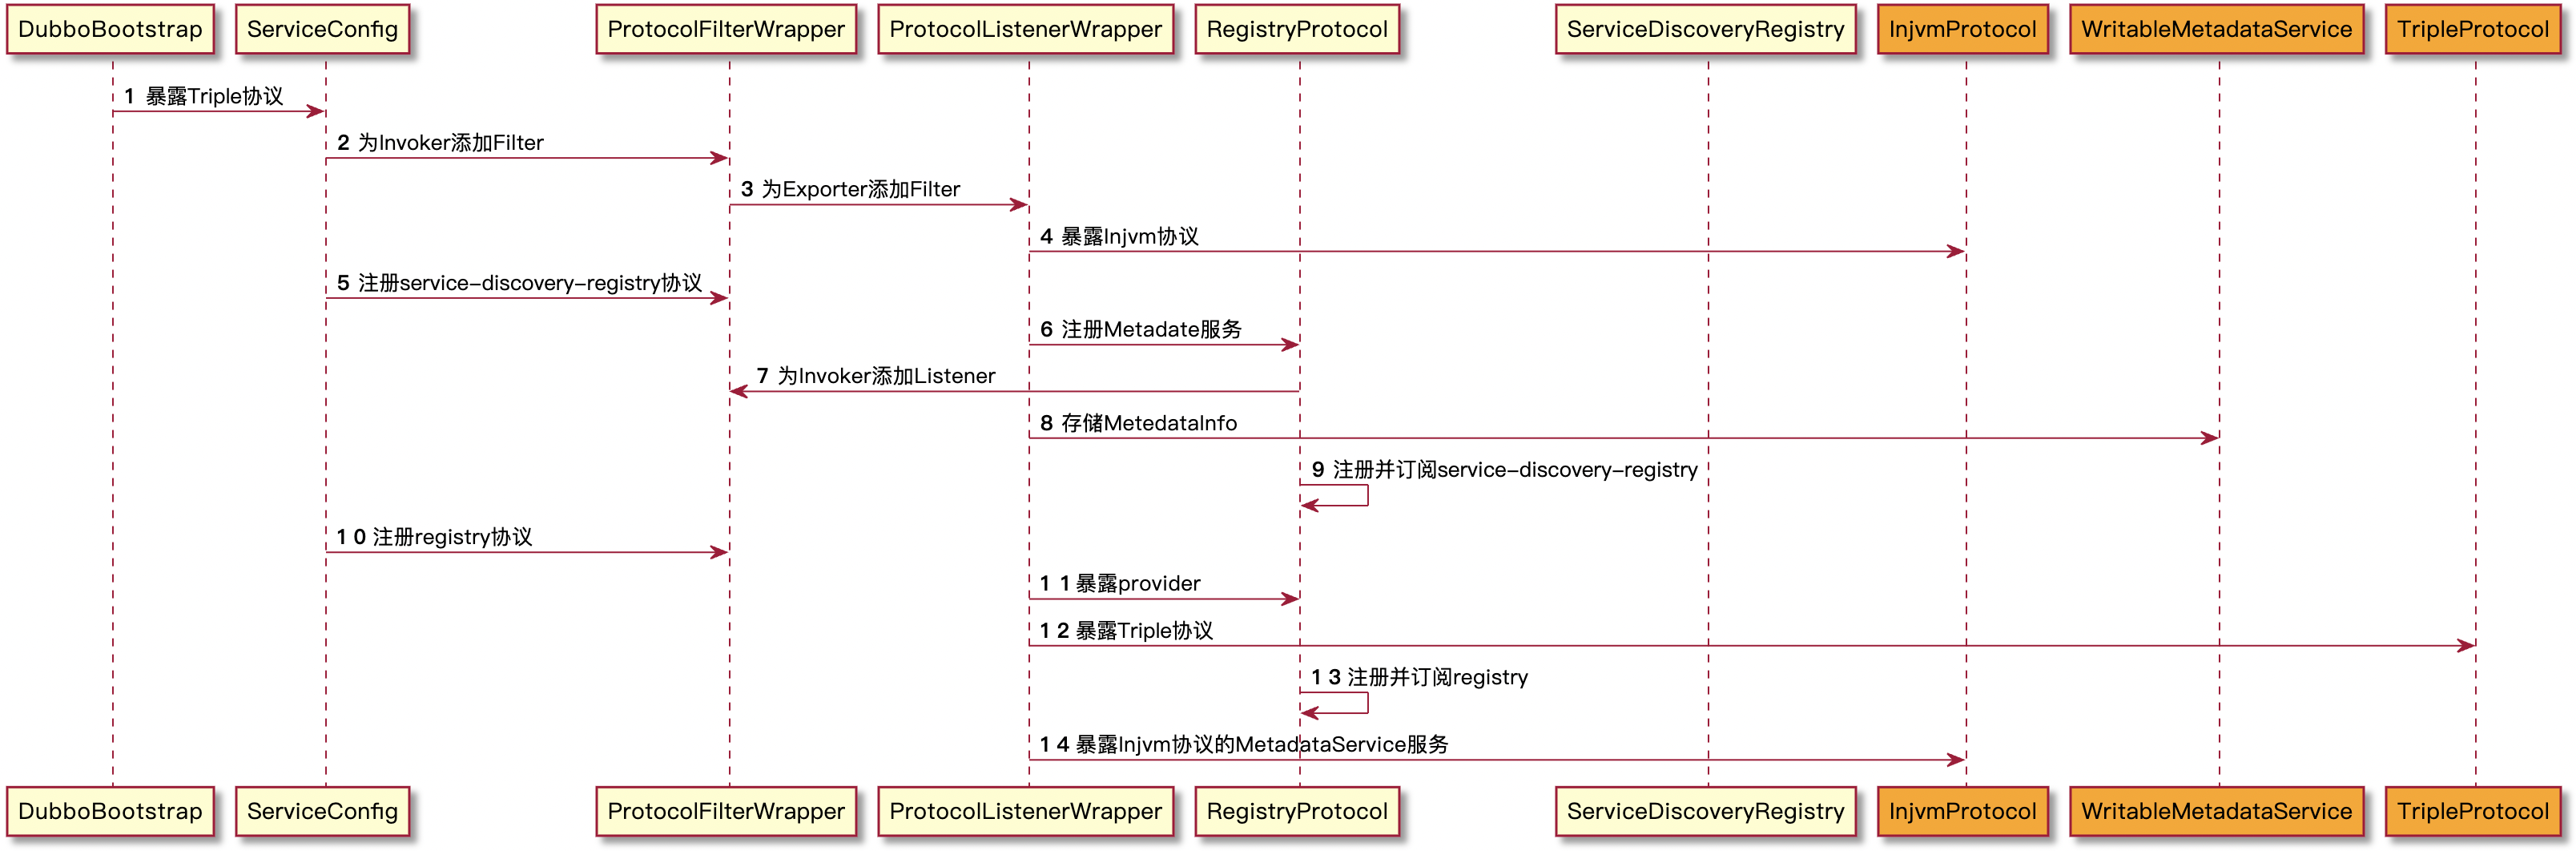 DubboBootstrap ServiceConfig ProtocolFilterWrapper ProtocolListenerWrapper RegistryProtocol ServiceDiscoveryRegistry InjvmProtocol WritableMetadataService TripleProtocol
1 暴露Triple协议
2 为Invoker添加Filter
3 为Exporter添加Filter
4 暴露Injvm协议
5 注册service-discovery-registry协议
6 注册Metadate服务
7 为Invoker添加Listener
8 存储MetedataInfo
9 注册并订阅service-discovery-registry
10 注册registry协议
11 暴露provider
12 暴露Triple协议
13 注册并订阅registry
14 暴露Injvm协议的MetadataService服务
DubboBootstrap ServiceConfig ProtocolFilterWrapper ProtocolListenerWrapper RegistryProtocol ServiceDiscoveryRegistry InjvmProtocol WritableMetadataService TripleProtocol